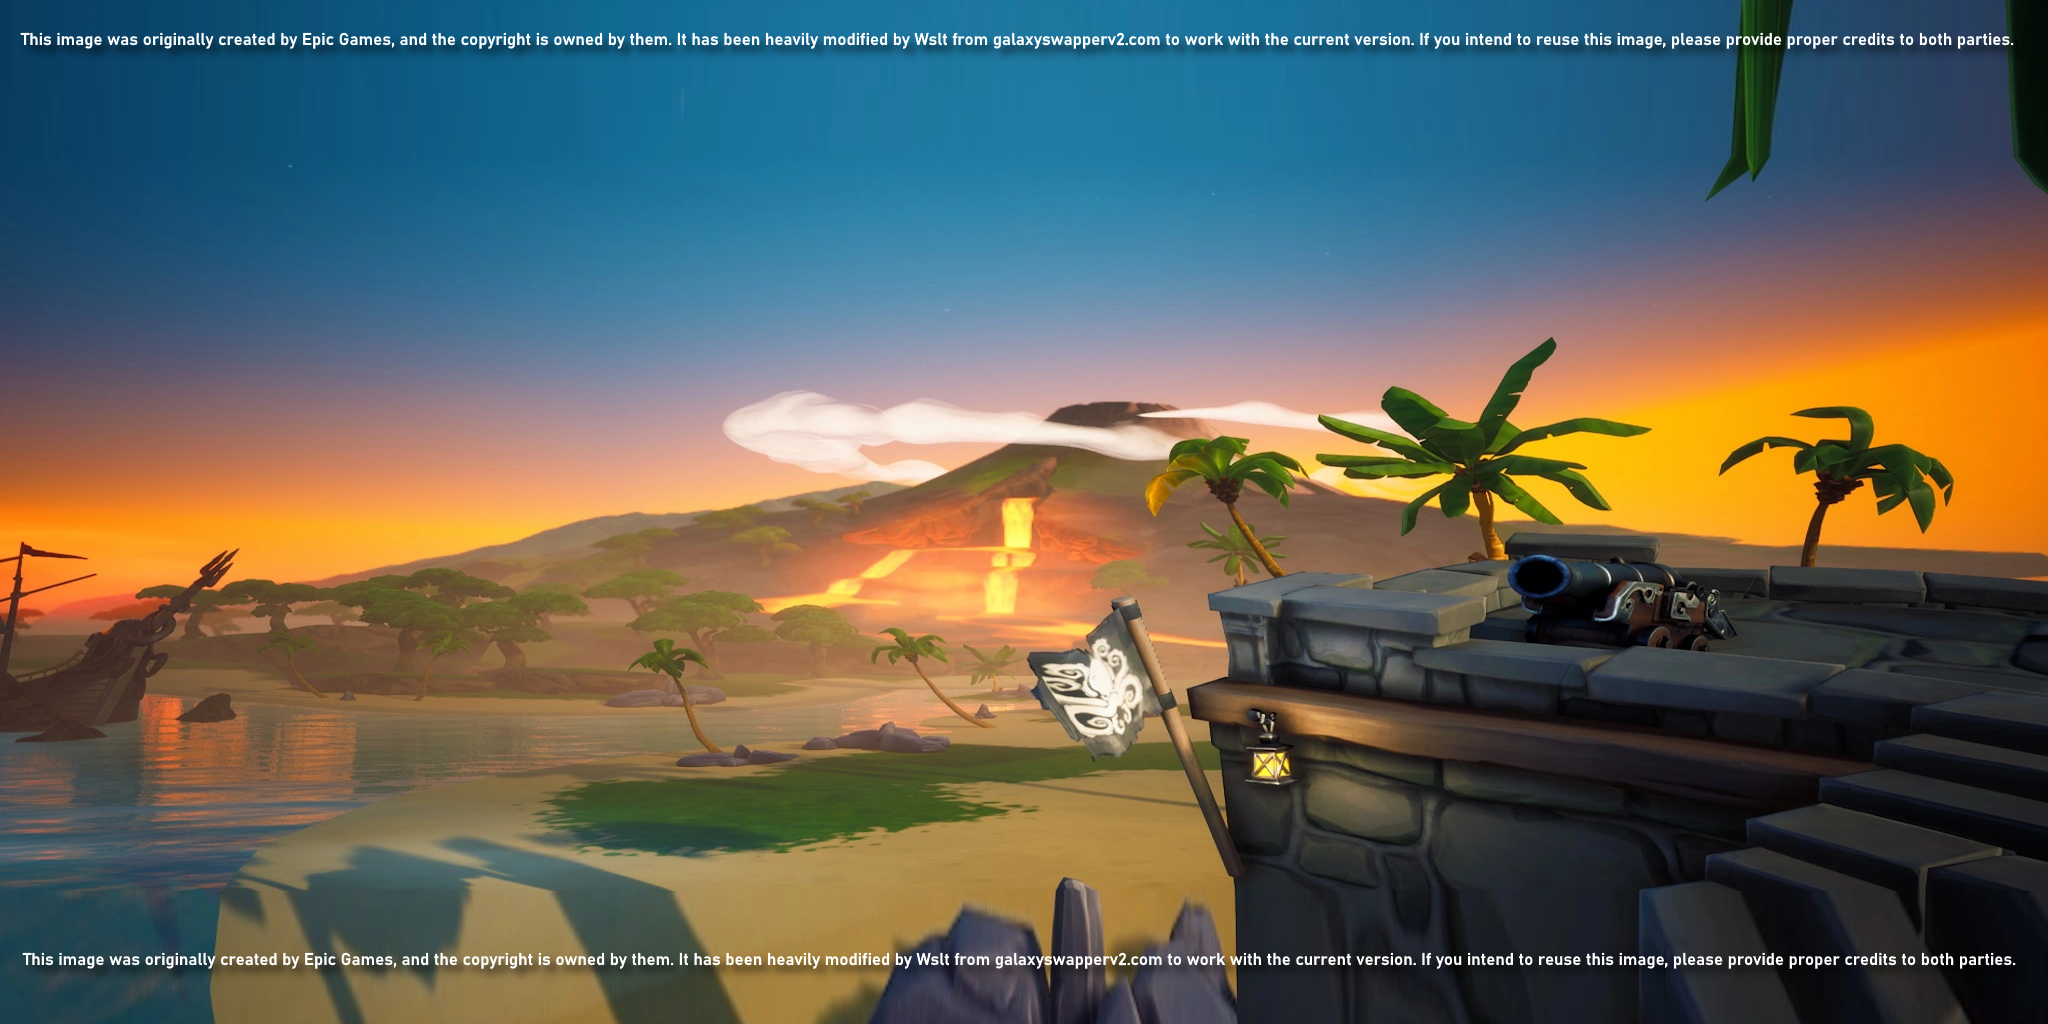 This image was originally created by Epic Games, and the copyright is owned by them. It has been heavily modified by Wslt from galaxyswapperv2.com to work with the current version. If you intend to reuse this image, please provide proper credits to both parties.
This image was originally created by Epic Games, and the copyright is owned by them. It has been heavily modified by Wslt from galaxyswapperv2.com to work with the current version. If you intend to reuse this image, please provide proper credits to both parties.